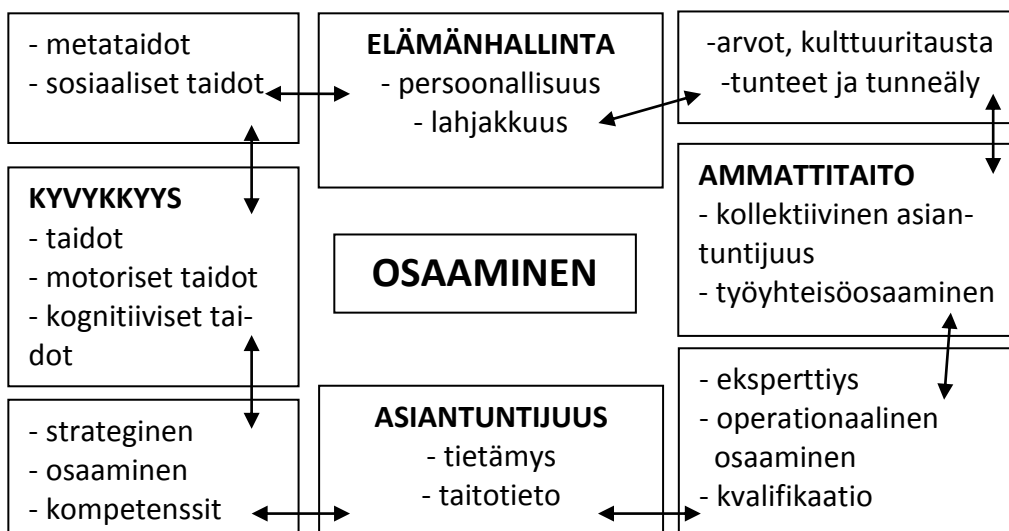 - metataidot
- sosiaaliset taidot
ELÄMÄNHALLINTA
- persoonallisuus
- lahjakkuus
-arvot, kulttuuritausta
-tunteet ja tunneäly
KYVYKKYYS
- taidot
- motoriset taidot
- kognitiiviset tai-
dot
OSAAMINEN
AMMATTITAITO
- kollektiivinen asian-
tuntijuus
- työyhteisöosaaminen
- strateginen
- osaaminen
- kompetenssit
ASIANTUNTIJUUS
- tietämys
- taitotieto
- eksperttiys
- operationaalinen
osaaminen
- kvalifikaatio